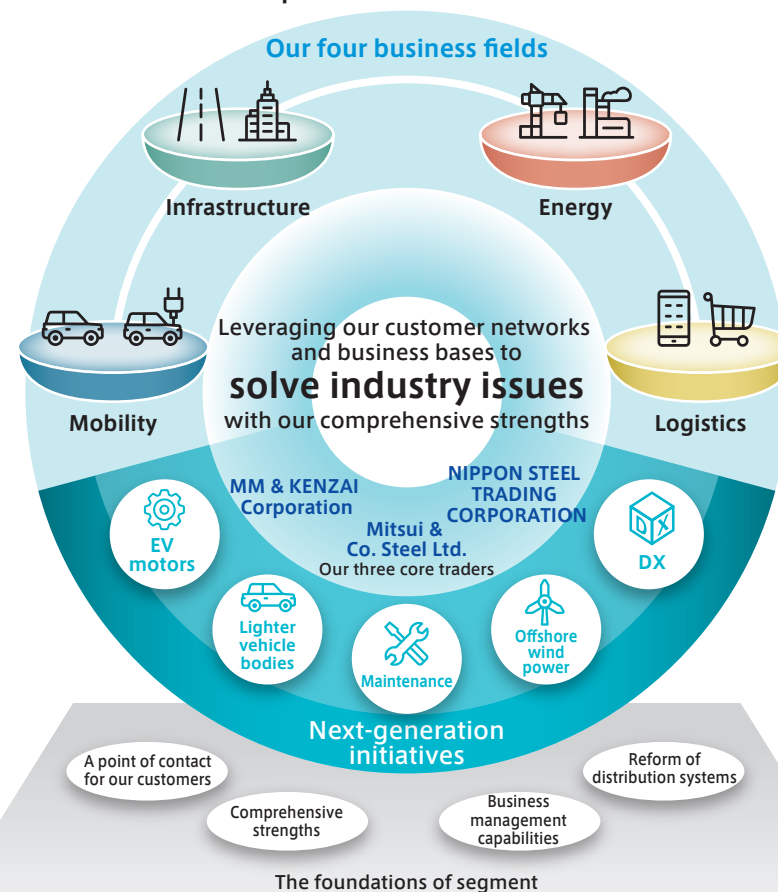 Our four business fields
Infrastructure
Energy
Mobility
Logistics
Leveraging our customer networks
and business bases to
solve industry issues
with our comprehensive strengths
MM & KENZAI
Corporation
NIPPON STEEL
TRADING
CORPORATION
Mitsui &
Co. Steel Ltd.
Our three core traders
EV
motors
Lighter
vehicle
bodies
Maintenance
Offshore
wind
power
DX
DX
Next-generation
initiatives
A point of contact
for our customers
Comprehensive
strengths
Business
management
capabilities
Reform of
distribution systems
The foundations of segment